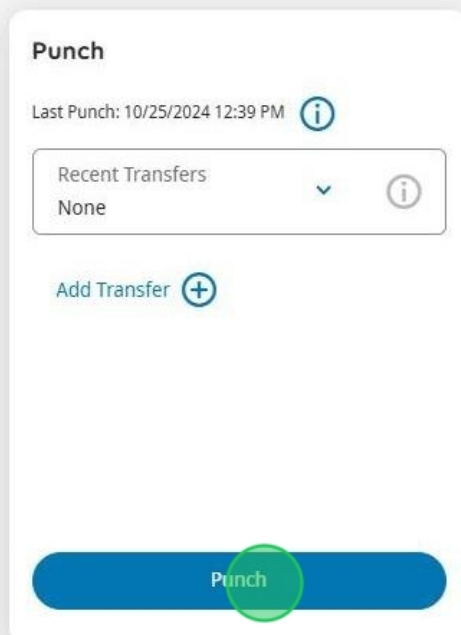 Punch
Last Punch: 10/25/2024 12:39 PM
Recent Transfers
None
Add Transfer
Punch